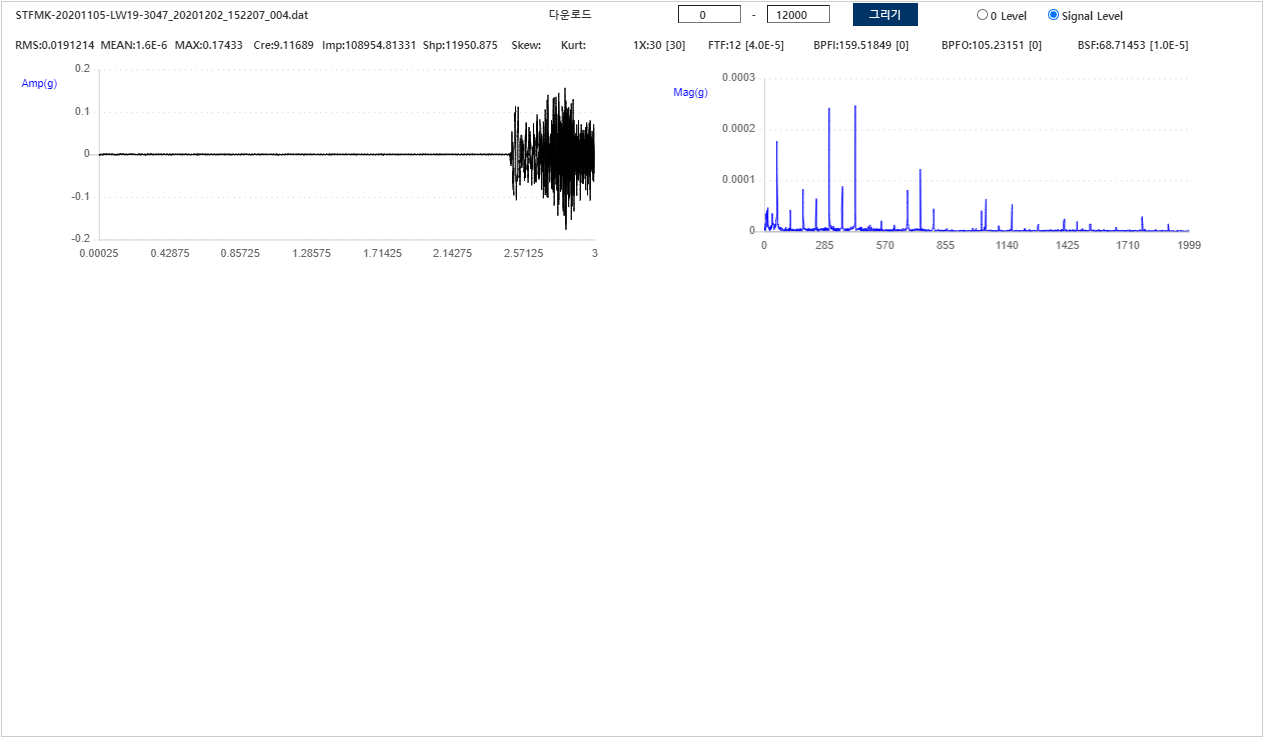 STFMK-20201105-LW19-3047_20201202_152207_004.dat 다운로드 0 - 12000 그리기 0 Level Signal Level
RMS:0.0191214 MEAN:1.6E-6 MAX:0.17433 Cre:9.11689 Imp:108954.81331 Shp:11950.875 Skew: Kurt: 1X:30 [30] FTF:12 [4.0E-5] BPFI:159.51849 [0] BPFO:105.23151 [0] BSF:68.71453 [1.0E-5]
Amp(g)
0.2
0.1
0
-0.1
-0.2
0.00025 0.42875 0.85725 1.28575 1.71425 2.14275 2.57125 3
Mag(g)
0.0003
0.0002
0.0001
0
0 285 570 855 1140 1425 1710 1999